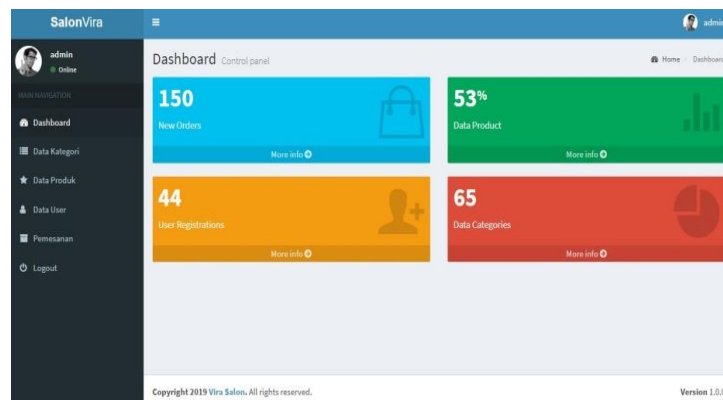 SalonVira
admin
admin
Online
MAIN NAVIGATION
Dashboard
Data Kategori
Data Produk
Data User
Pemesanan
Logout
Dashboard Control panel
Home / Dashboard
150
New Orders
More info
53%
Data Product
More info
44
User Registrations
More info
65
Data Categories
More info
Copyright 2019 Vira Salon. All rights reserved.
Version 1.0.0